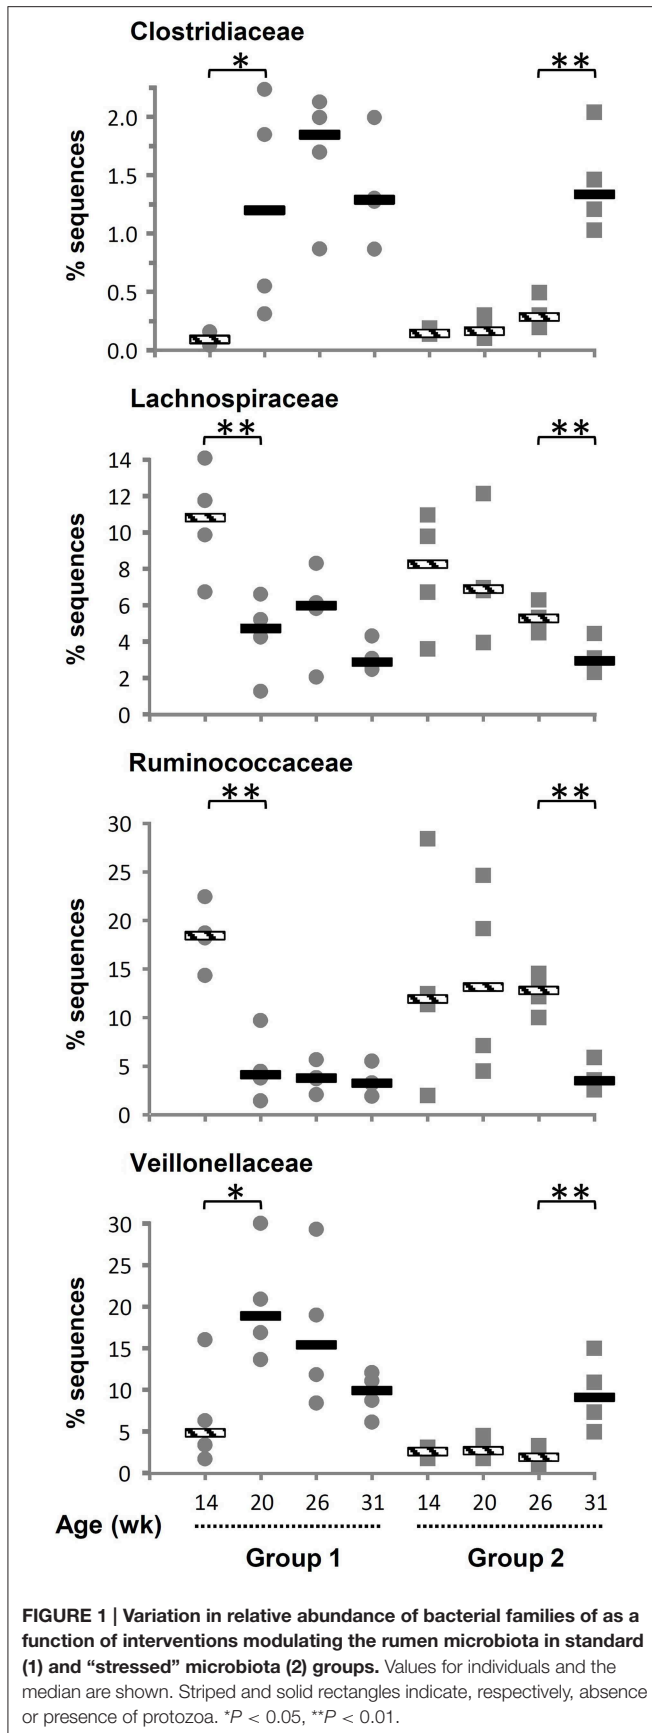 Clostridiaceae
* **
2.0
1.5
1.0
0.5
0.0
% sequences
Lachnospiraceae
** **
14
12
10
8
6
4
2
0
% sequences
Ruminococcaceae
** **
30
25
20
15
10
5
0
% sequences
Veillonellaceae
* **
30
25
20
15
10
5
0
% sequences
14 20 26 31 14 20 26 31
Age (wk)
Group 1 Group 2
FIGURE 1 | Variation in relative abundance of bacterial families of as a
function of interventions modulating the rumen microbiota in standard
(1) and “stressed” microbiota (2) groups. Values for individuals and the
median are shown. Striped and solid rectangles indicate, respectively, absence
or presence of protozoa. *P < 0.05, **P < 0.01.